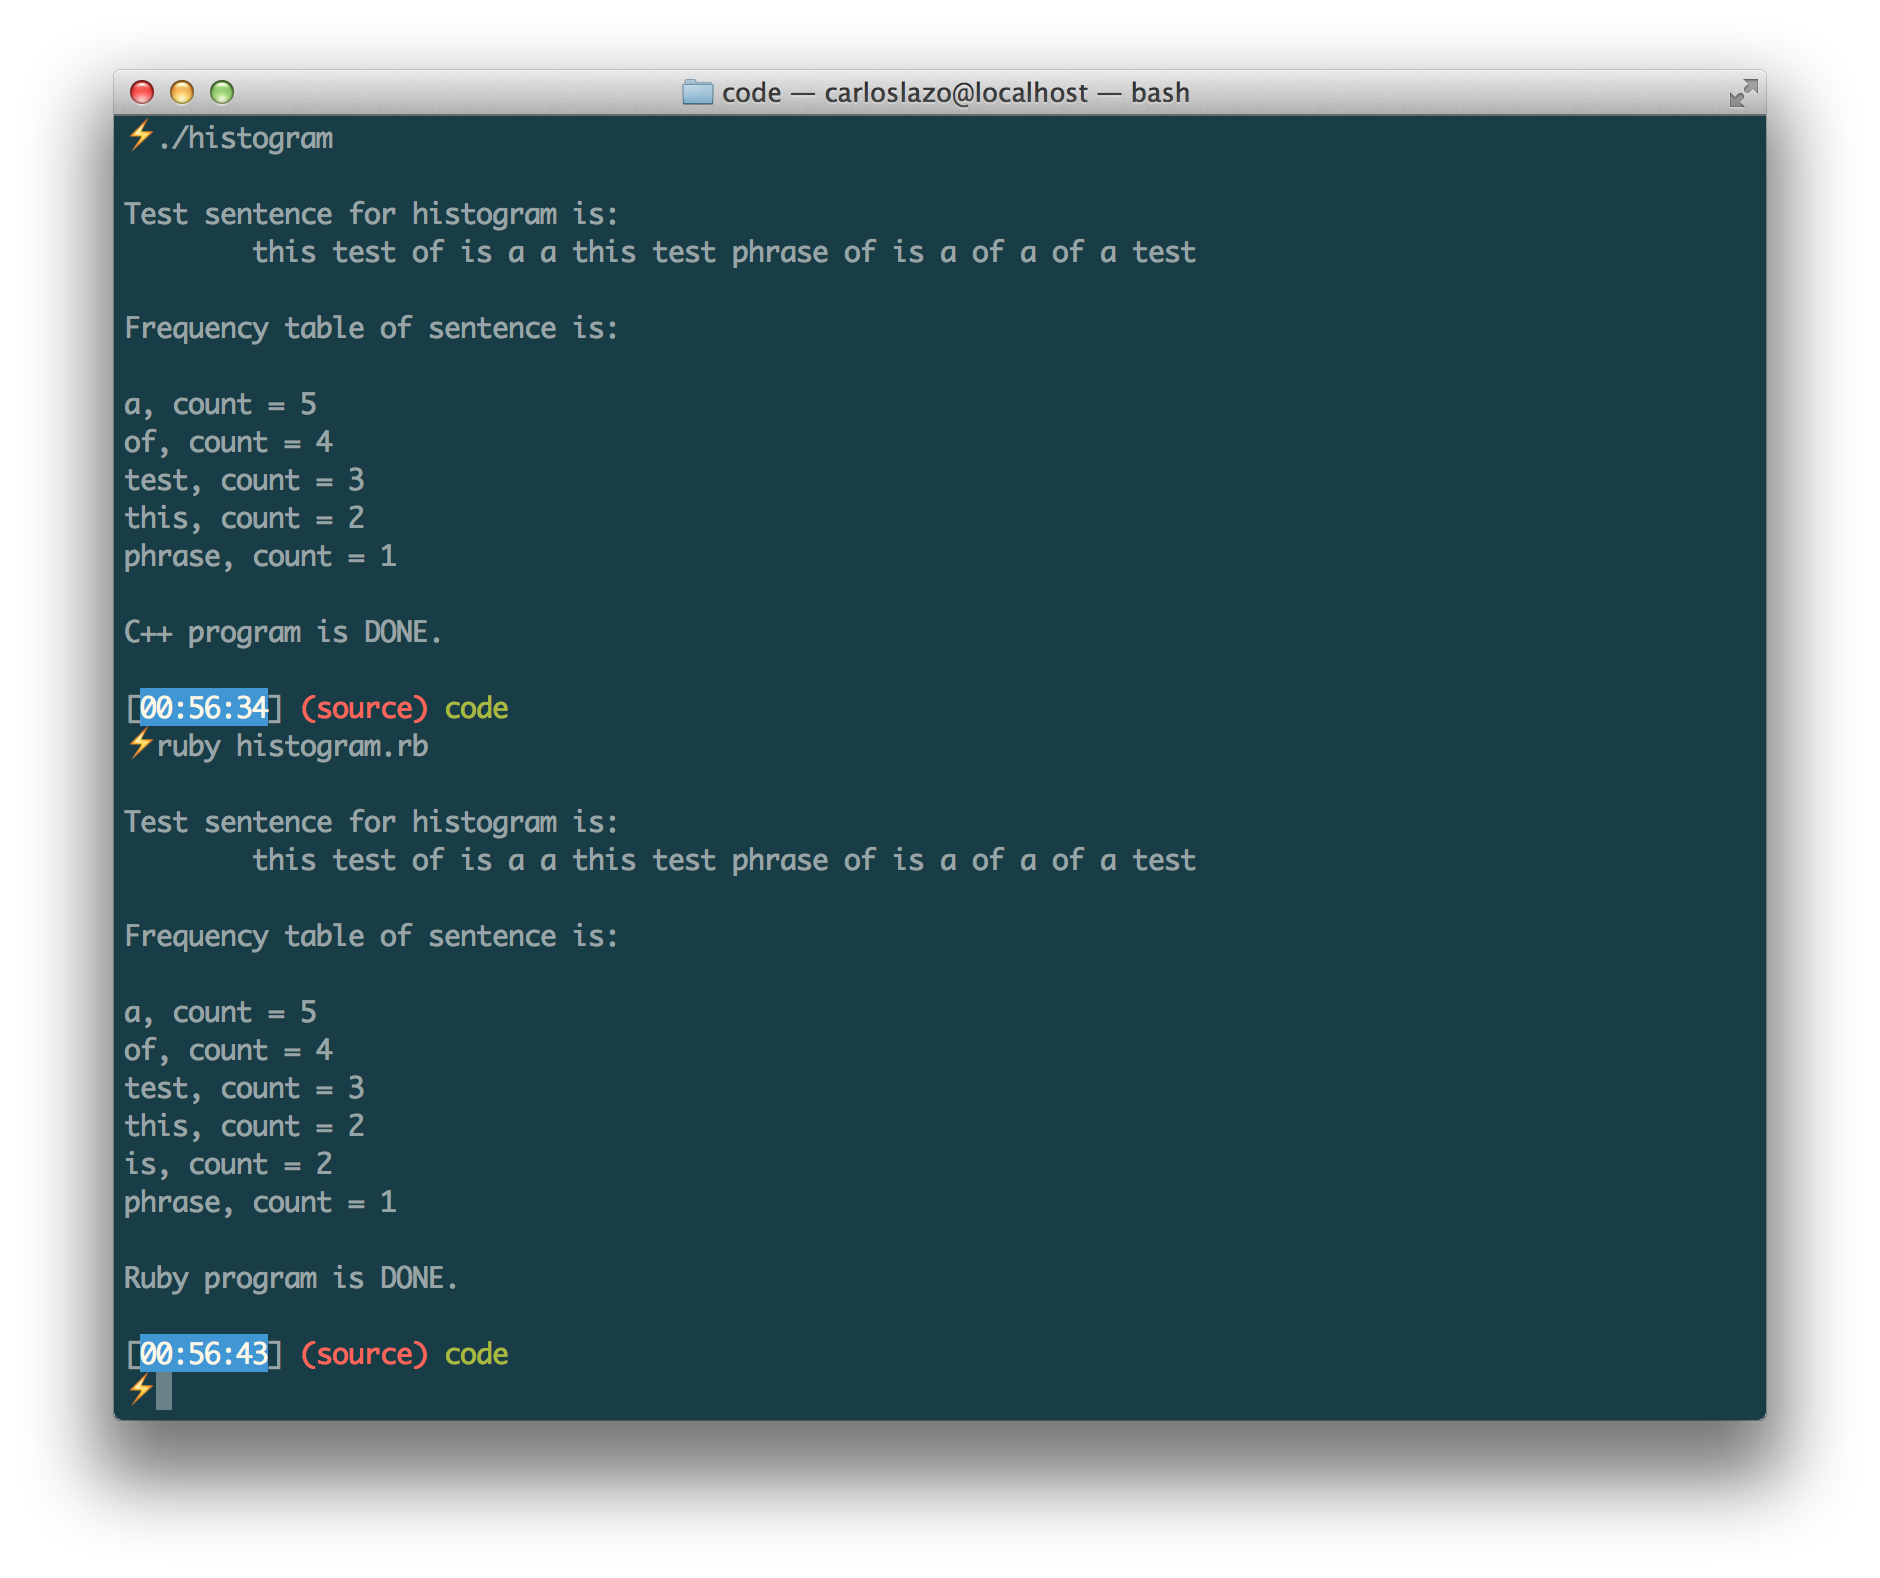 code — carloslazo@localhost — bash
⚡./histogram
Test sentence for histogram is:
this test of is a a this test phrase of is a of a of a test
Frequency table of sentence is:
a, count = 5
of, count = 4
test, count = 3
this, count = 2
phrase, count = 1
C++ program is DONE.
[00:56:34] (source) code
⚡ruby histogram.rb
Test sentence for histogram is:
this test of is a a this test phrase of is a of a of a test
Frequency table of sentence is:
a, count = 5
of, count = 4
test, count = 3
this, count = 2
is, count = 2
phrase, count = 1
Ruby program is DONE.
[00:56:43] (source) code
⚡